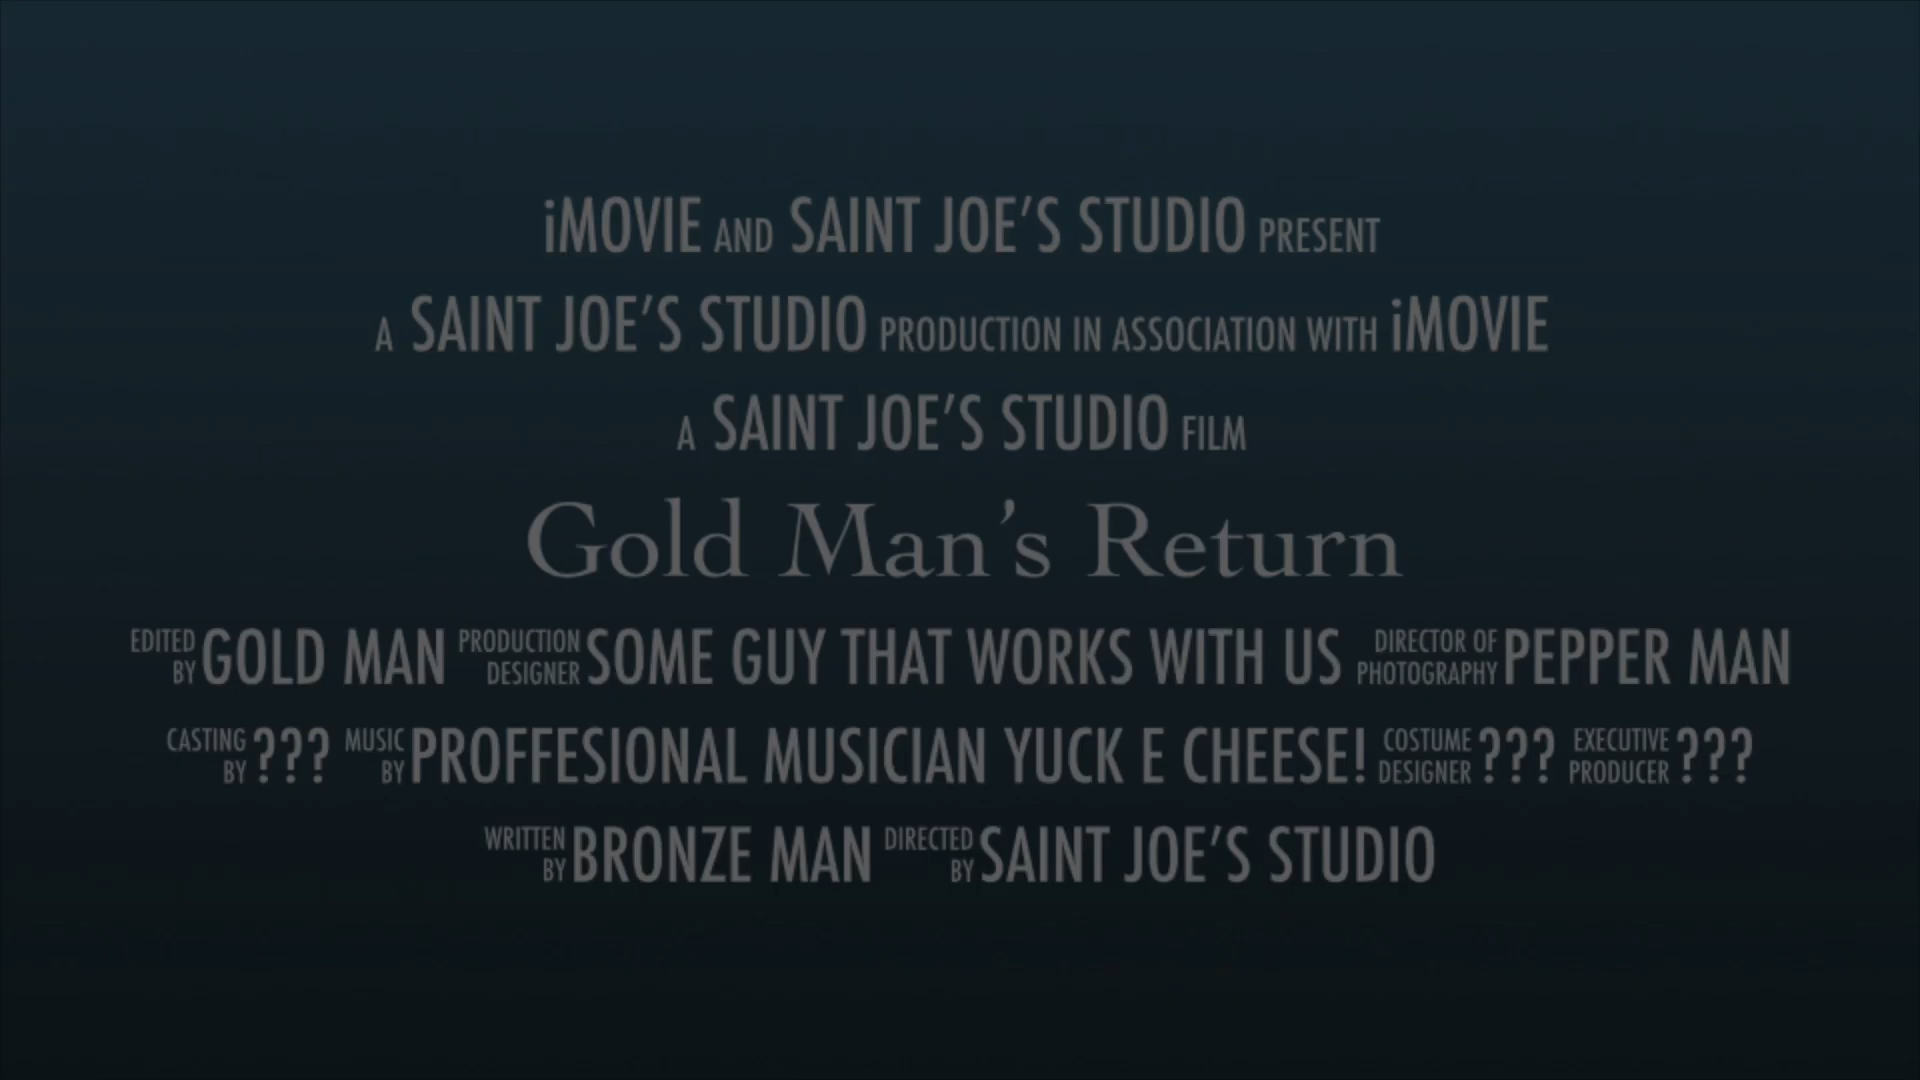 iMOVIE AND SAINT JOE'S STUDIO PRESENT
A SAINT JOE'S STUDIO PRODUCTION IN ASSOCIATION WITH iMOVIE
A SAINT JOE'S STUDIO FILM
Gold Man's Return
EDITED BY GOLD MAN PRODUCTION DESIGNER SOME GUY THAT WORKS WITH US DIRECTOR OF PHOTOGRAPHY PEPPER MAN
CASTING BY ??? MUSIC BY PROFFESIONAL MUSICIAN YUCK E CHEESE! COSTUME DESIGNER ??? EXECUTIVE PRODUCER ???
WRITTEN BY BRONZE MAN DIRECTED BY SAINT JOE'S STUDIO